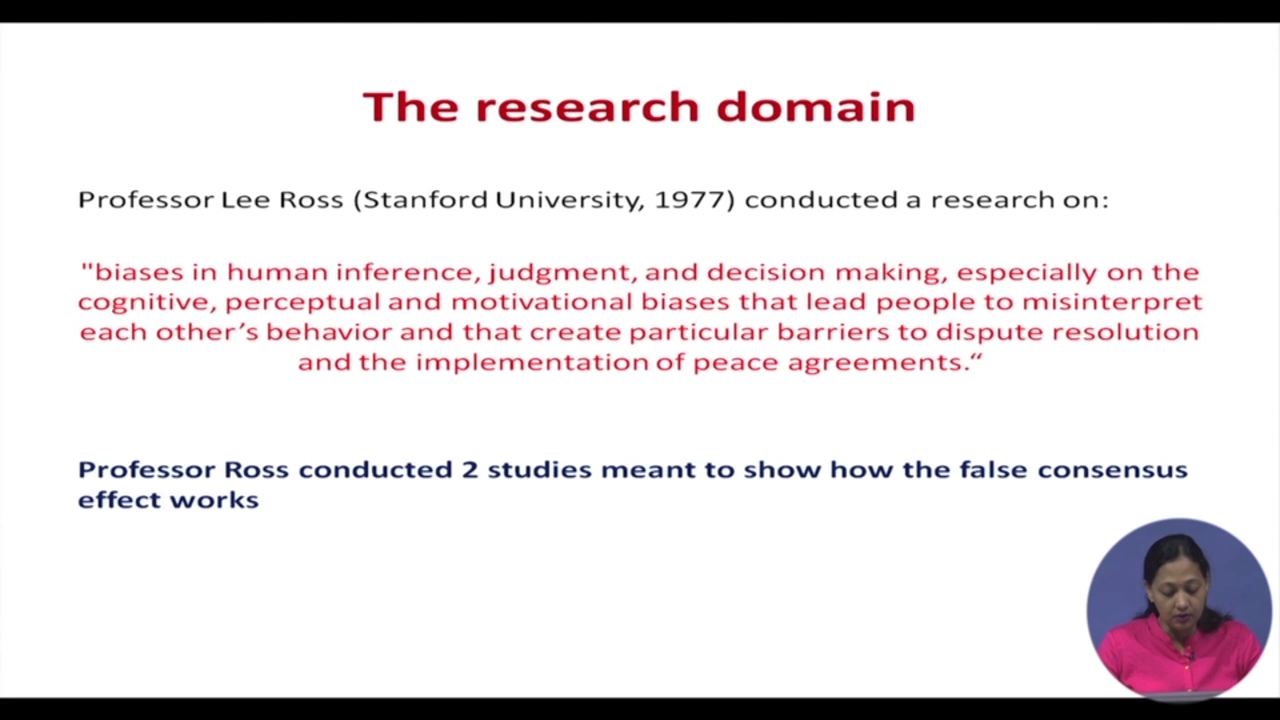 The research domain
Professor Lee Ross (Stanford University, 1977) conducted a research on:
"biases in human inference, judgment, and decision making, especially on the
cognitive, perceptual and motivational biases that lead people to misinterpret
each other’s behavior and that create particular barriers to dispute resolution
and the implementation of peace agreements.“
Professor Ross conducted 2 studies meant to show how the false consensus
effect works